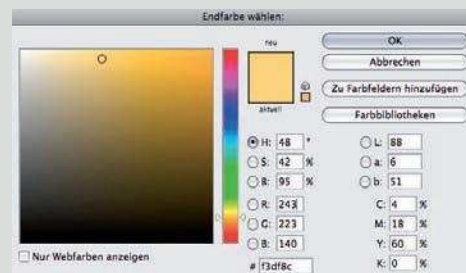 Endfarbe wählen:
neu
aktuell
OK
Abbrechen
Zu Farbfeldern hinzufügen
Farbbibliotheken
H: 48 °
S: 42 %
B: 95 %
R: 243
G: 223
B: 140
# f3df8c
L: 88
a: 6
b: 51
C: 4 %
M: 18 %
Y: 60 %
K: 0 %
Nur Webfarben anzeigen